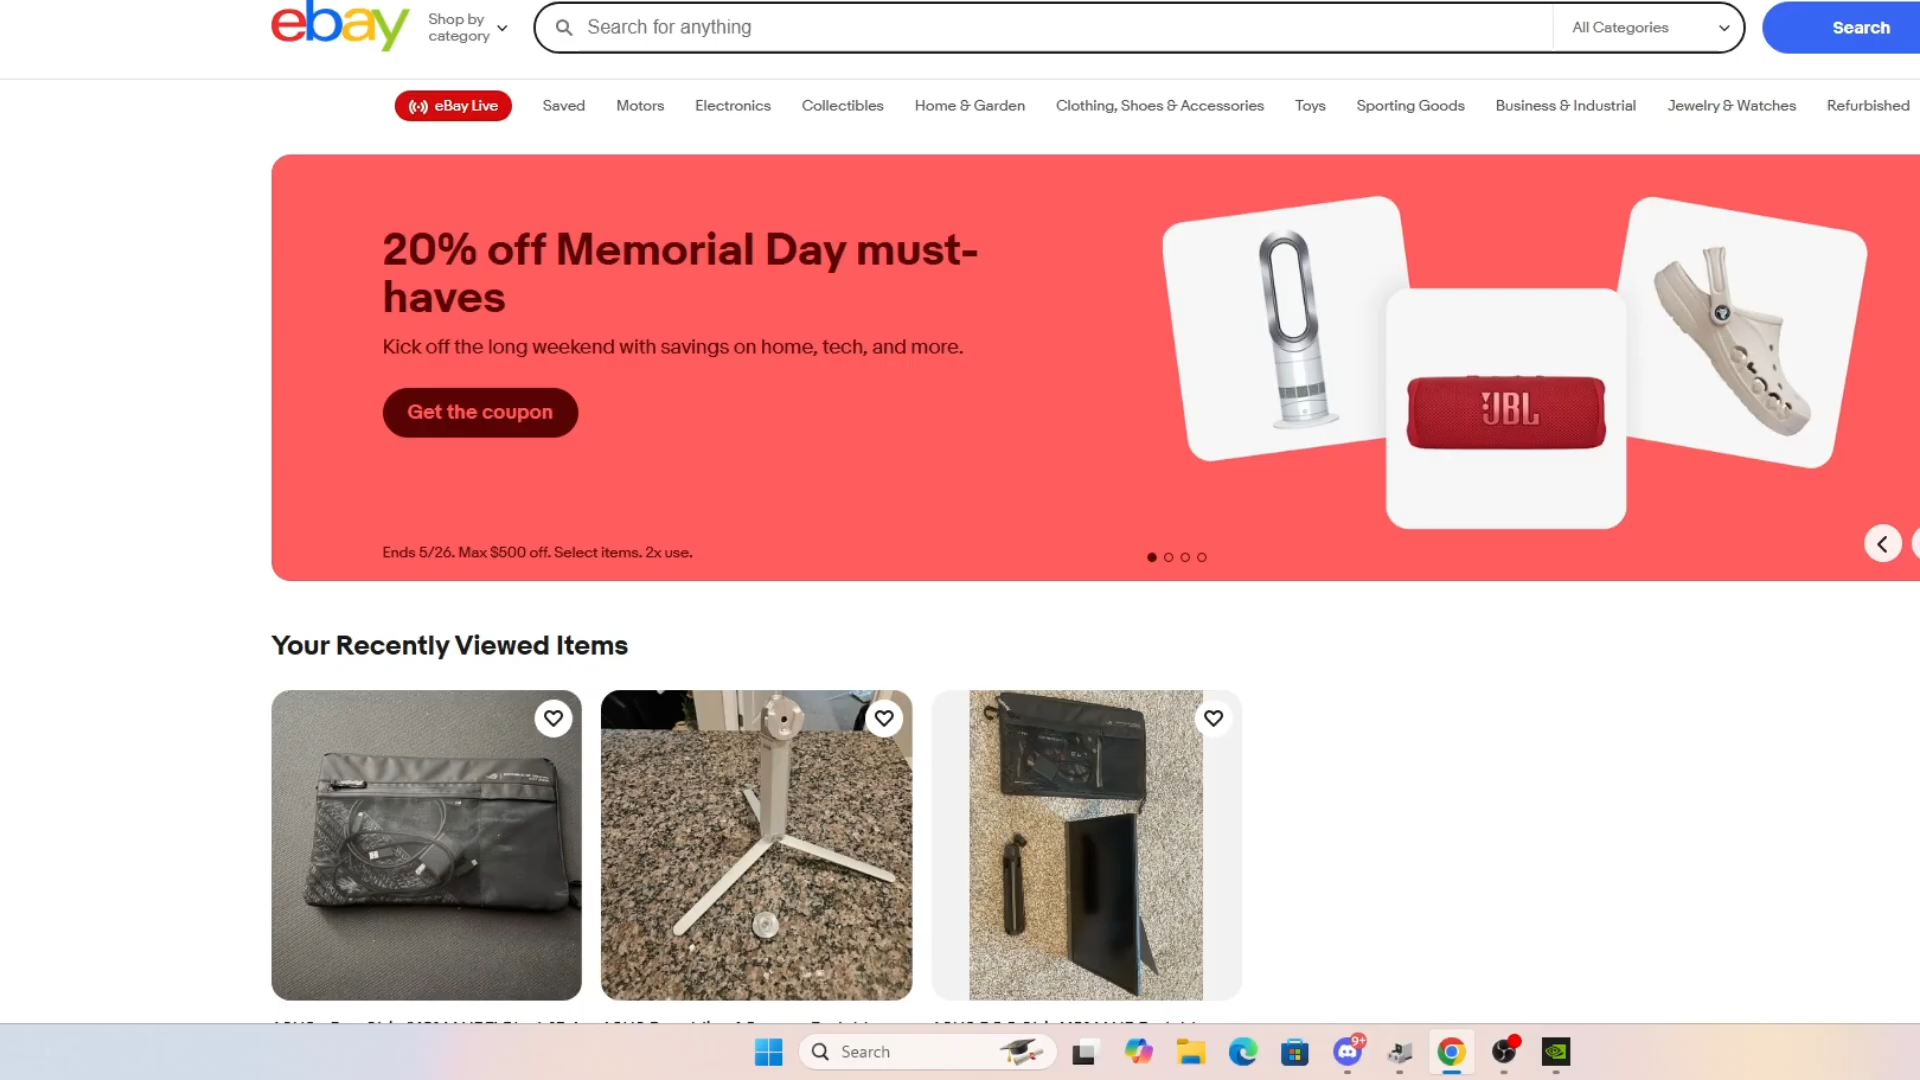 ebay
Shop by
category
Search for anything
All Categories
Search
eBay Live
Saved
Motors
Electronics
Collectibles
Home & Garden
Clothing, Shoes & Accessories
Toys
Sporting Goods
Business & Industrial
Jewelry & Watches
Refurbished
20% off Memorial Day must-
haves
Kick off the long weekend with savings on home, tech, and more.
Get the coupon
JBL
Ends 5/26. Max $500 off. Select items. 2x use.
Your Recently Viewed Items
Search
9+